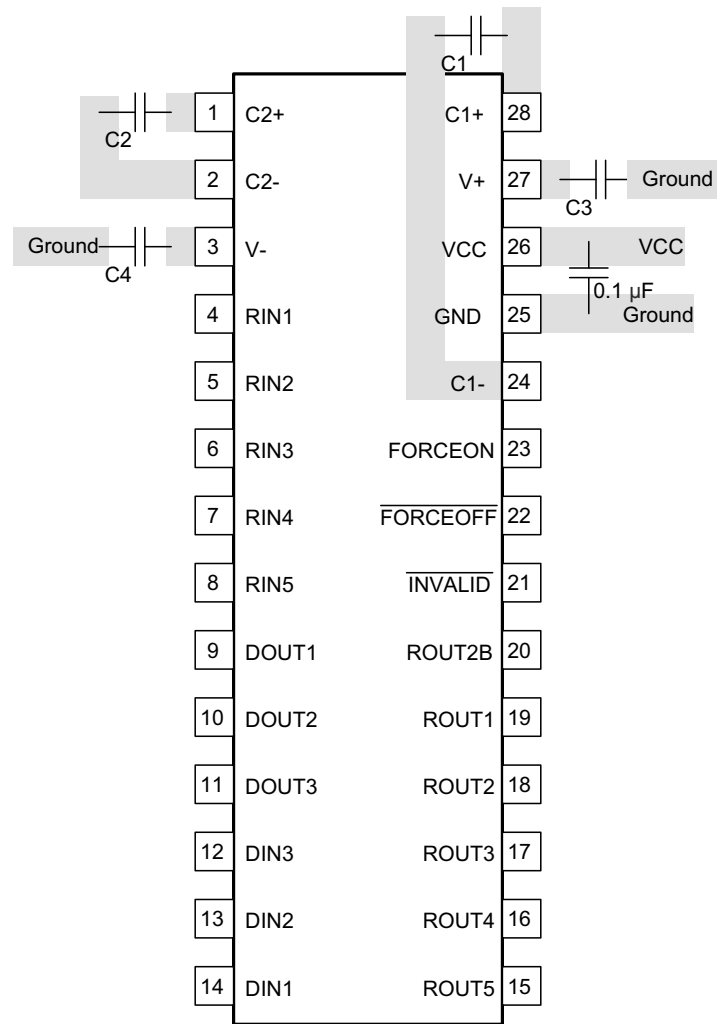 C1
1 C2+ C1+ 28
C2
2 C2- V+ 27 Ground
C3
Ground 3 V- VCC 26 VCC
C4
0.1 µF
4 RIN1 GND 25 Ground
5 RIN2 C1- 24
6 RIN3 FORCEON 23
7 RIN4 FORCEOFF 22
8 RIN5 INVALID 21
9 DOUT1 ROUT2B 20
10 DOUT2 ROUT1 19
11 DOUT3 ROUT2 18
12 DIN3 ROUT3 17
13 DIN2 ROUT4 16
14 DIN1 ROUT5 15